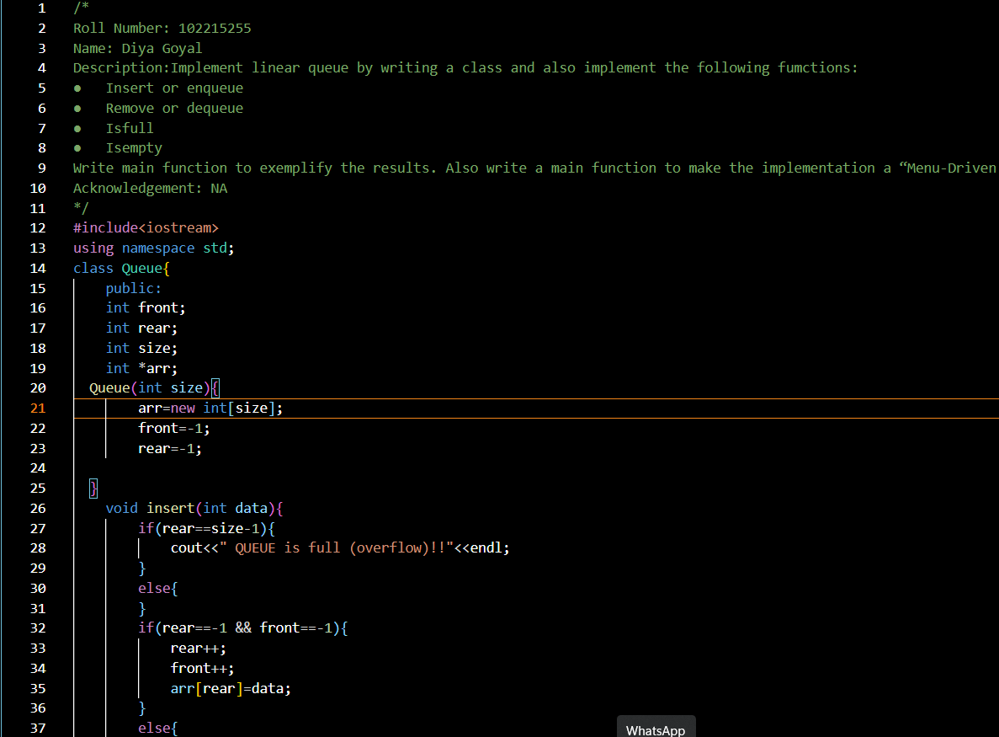 1 /*
2 Roll Number: 102215255
3 Name: Diya Goyal
4 Description:Implement linear queue by writing a class and also implement the following fumctions:
5 ● Insert or enqueue
6 ● Remove or dequeue
7 ● Isfull
8 ● Isempty
9 Write main function to exemplify the results. Also write a main function to make the implementation a “Menu-Driven
10 Acknowledgement: NA
11 */
12 #include<iostream>
13 using namespace std;
14 class Queue{
15 public:
16 int front;
17 int rear;
18 int size;
19 int *arr;
20 Queue(int size){
21 arr=new int[size];
22 front=-1;
23 rear=-1;
24
25 }
26 void insert(int data){
27 if(rear==size-1){
28 cout<<" QUEUE is full (overflow)!!"<<endl;
29 }
30 else{
31 }
32 if(rear==-1 && front==-1){
33 rear++;
34 front++;
35 arr[rear]=data;
36 }
37 else{
WhatsApp